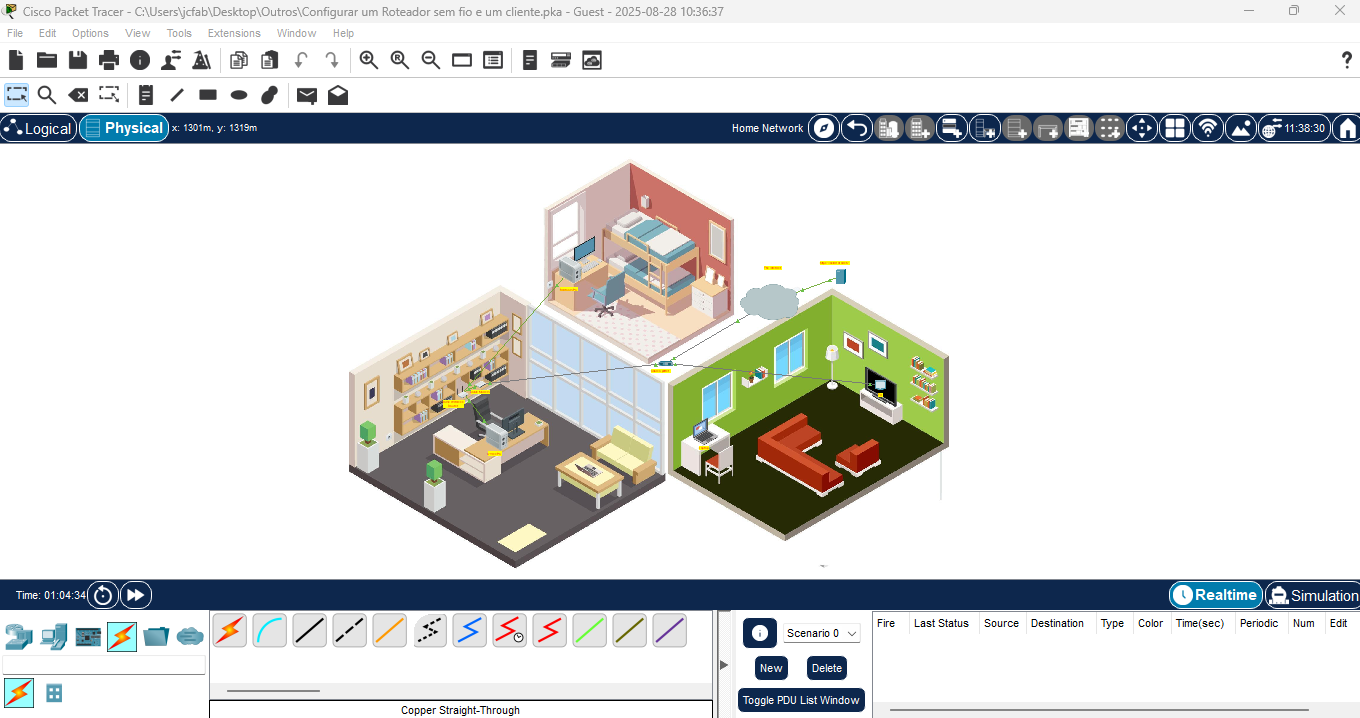 Cisco Packet Tracer - C:\Users\jcfab\Desktop\Outros\Configurar um Roteador sem fio e um cliente.pka - Guest - 2025-08-28 10:36:37
File Edit Options View Tools Extensions Window Help
Logical Physical x: 1301m, y: 1319m Home Network 11:38:30
Time: 01:04:34 Realtime Simulation
Scenario 0
New Delete
Toggle PDU List Window
Fire Last Status Source Destination Type Color Time(sec) Periodic Num Edit
Copper Straight-Through